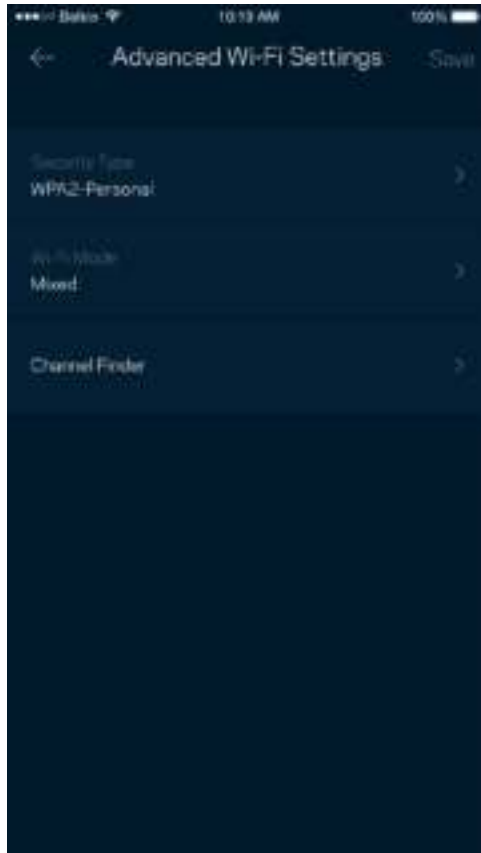 Belkin 10:13 AM 100%
Advanced Wi-Fi Settings Save
Security Type
WPA2-Personal
Wi-Fi Mode
Mixed
Channel Finder